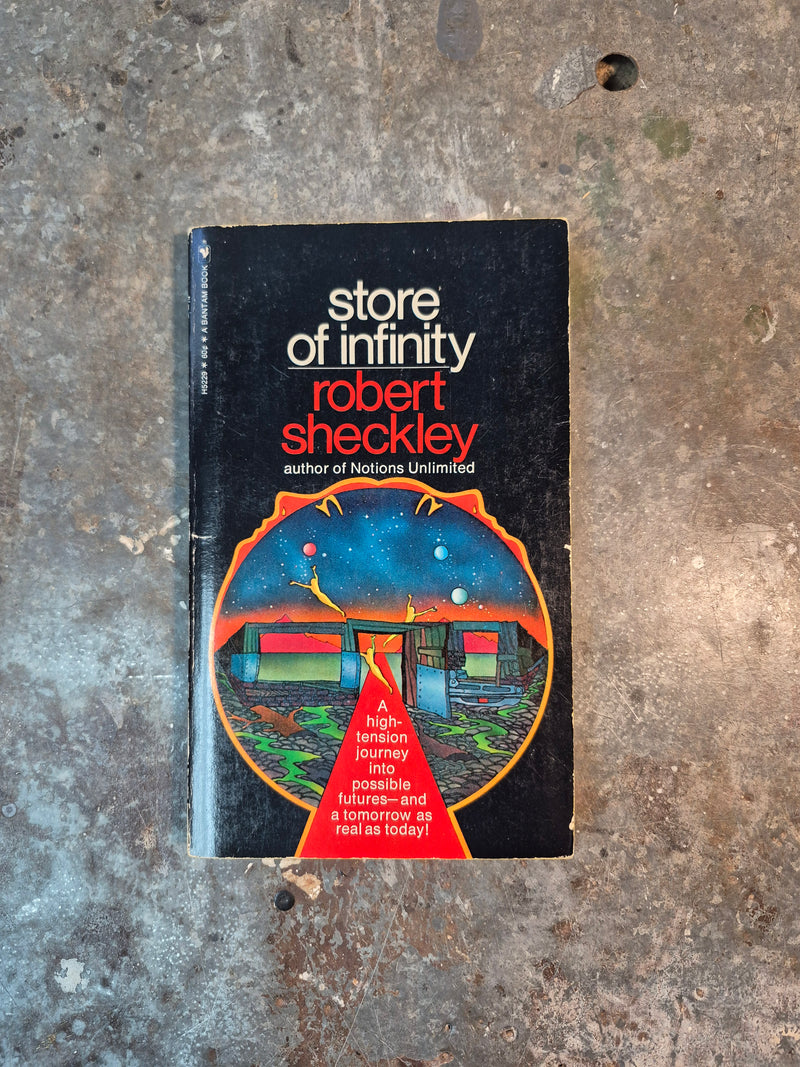 H5229 * 60¢ * A BANTAM BOOK
store
of infinity
robert
sheckley
author of Notions Unlimited
A
high-
tension
journey
into
possible
futures—and
a tomorrow as
real as today!